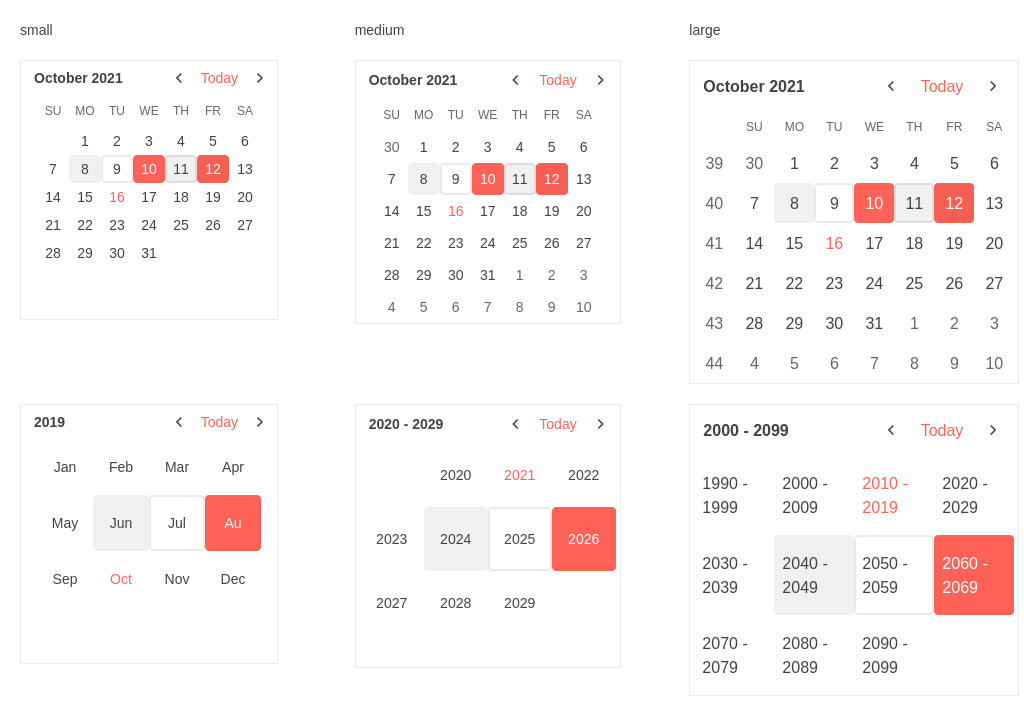 small
medium
large
October 2021 Today
SU MO TU WE TH FR SA
1 2 3 4 5 6
7 8 9 10 11 12 13
14 15 16 17 18 19 20
21 22 23 24 25 26 27
28 29 30 31
October 2021 Today
SU MO TU WE TH FR SA
30 1 2 3 4 5 6
7 8 9 10 11 12 13
14 15 16 17 18 19 20
21 22 23 24 25 26 27
28 29 30 31 1 2 3
4 5 6 7 8 9 10
October 2021 Today
SU MO TU WE TH FR SA
39 30 1 2 3 4 5 6
40 7 8 9 10 11 12 13
41 14 15 16 17 18 19 20
42 21 22 23 24 25 26 27
43 28 29 30 31 1 2 3
44 4 5 6 7 8 9 10
2019 Today
Jan Feb Mar Apr
May Jun Jul Au
Sep Oct Nov Dec
2020 - 2029 Today
2020 2021 2022
2023 2024 2025 2026
2027 2028 2029
2000 - 2099 Today
1990 - 2000 - 2010 - 2020 -
1999 2009 2019 2029
2030 - 2040 - 2050 - 2060 -
2039 2049 2059 2069
2070 - 2080 - 2090 -
2079 2089 2099